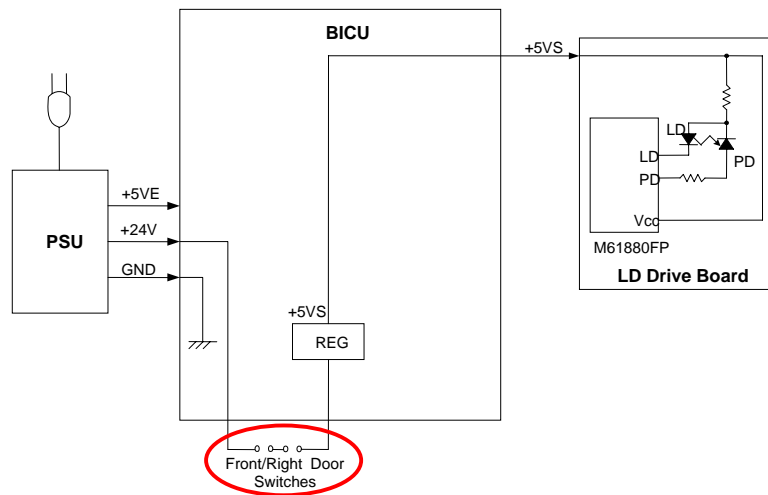 BICU
+5VS
LD
LD
PD
PD
Vcc
M61880FP
LD Drive Board
+5VE
+24V
GND
PSU
+5VS
REG
Front/Right Door
Switches